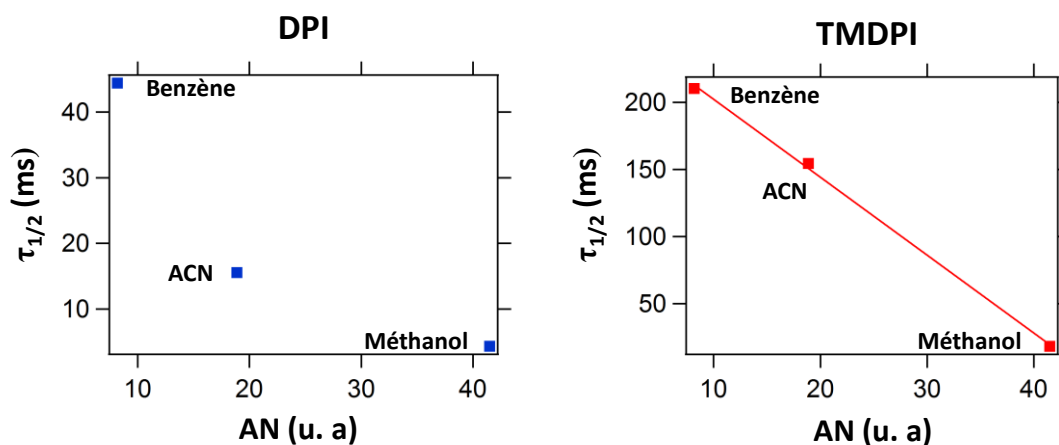 DPI
40
30
20
10
τ1/2 (ms)
Benzène
ACN
Méthanol
10 20 30 40
AN (u. a)
TMDPI
200
150
100
50
τ1/2 (ms)
Benzène
ACN
Méthanol
10 20 30 40
AN (u. a)